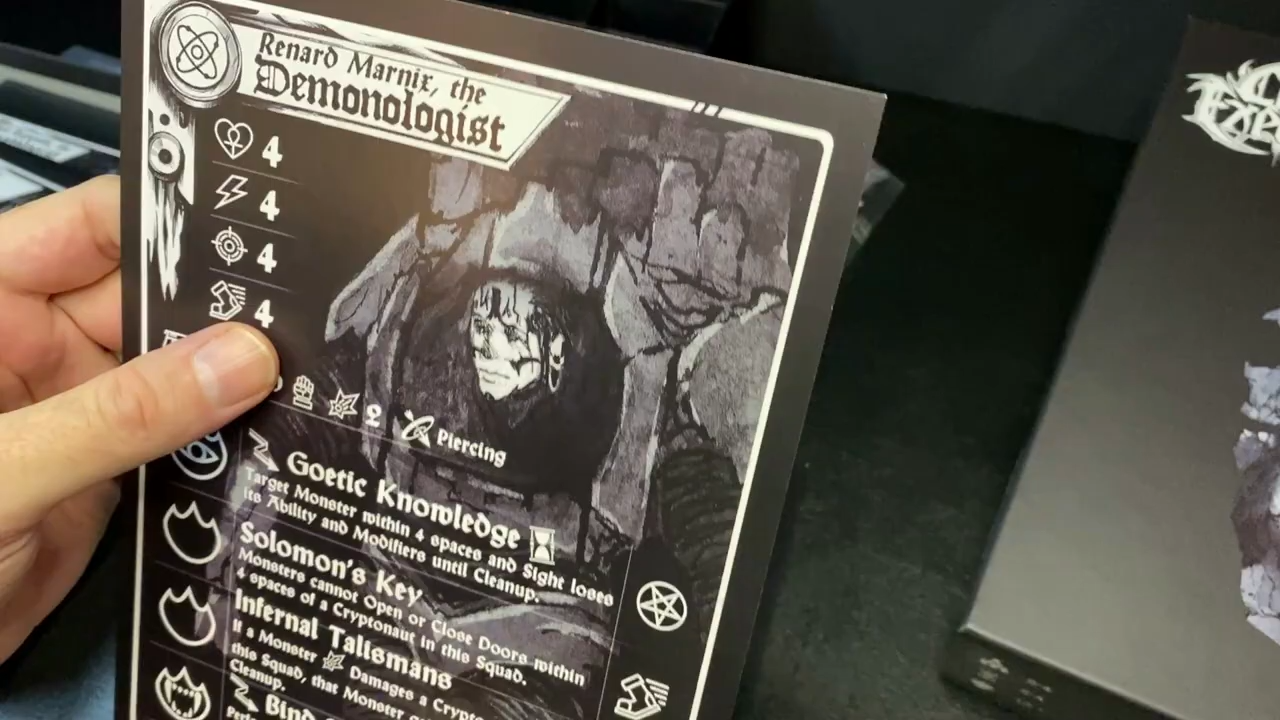 Renard Marnix, the
Demonologist
4
4
4
4
2 Piercing
Goetic Knowledge
Target Monster within 4 spaces and Sight loses
its Ability and Modifiers until Cleanup.
Solomon's Key
Monsters cannot Open or Close Doors within
4 spaces of a Cryptonaut in this Squad.
Infernal Talismans
If a Monster Damages a
this Squad, that Monster
Cleanup.
Bind